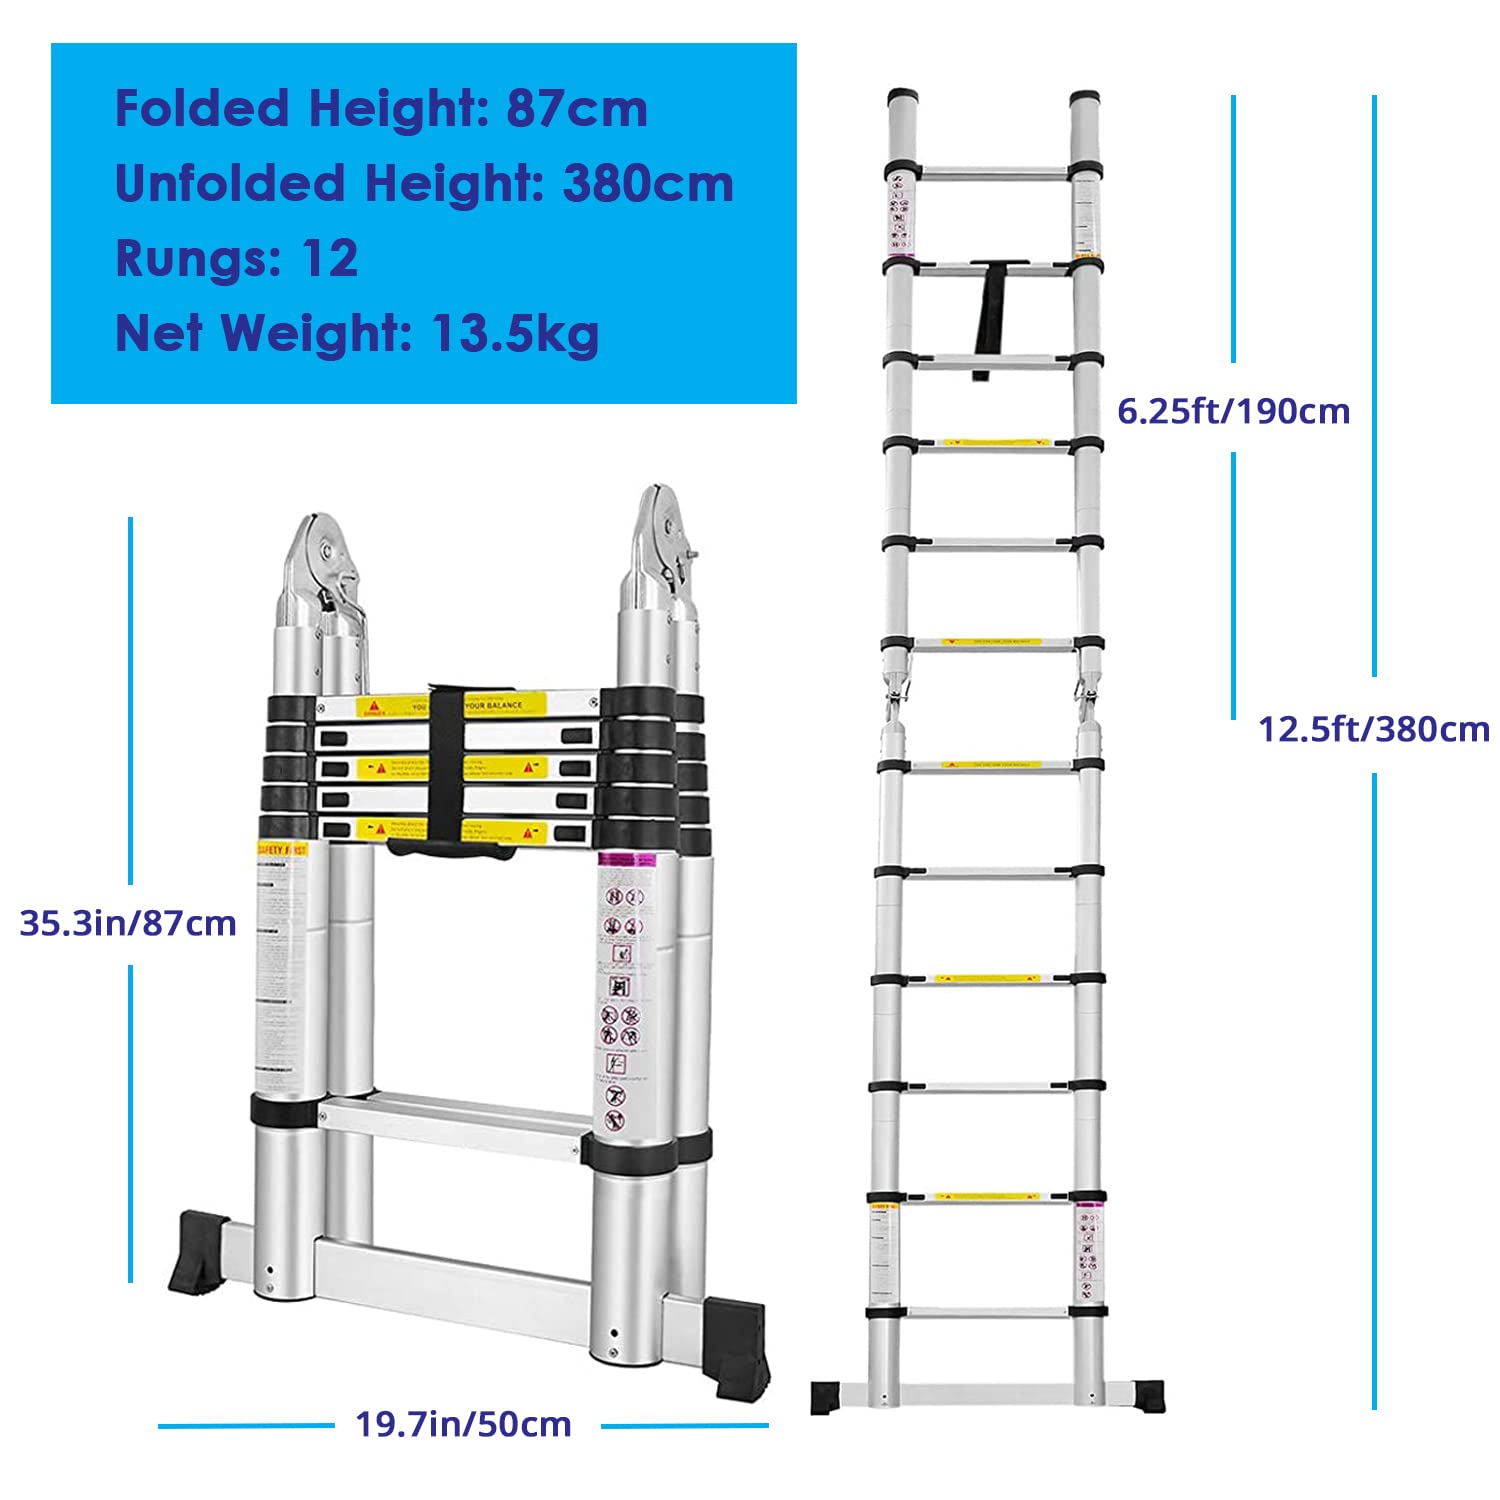 Folded Height: 87cm
Unfolded Height: 380cm
Rungs: 12
Net Weight: 13.5kg
6.25ft/190cm
12.5ft/380cm
YOUR BALANCE
SAFETY FIRST
35.3in/87cm
19.7in/50cm